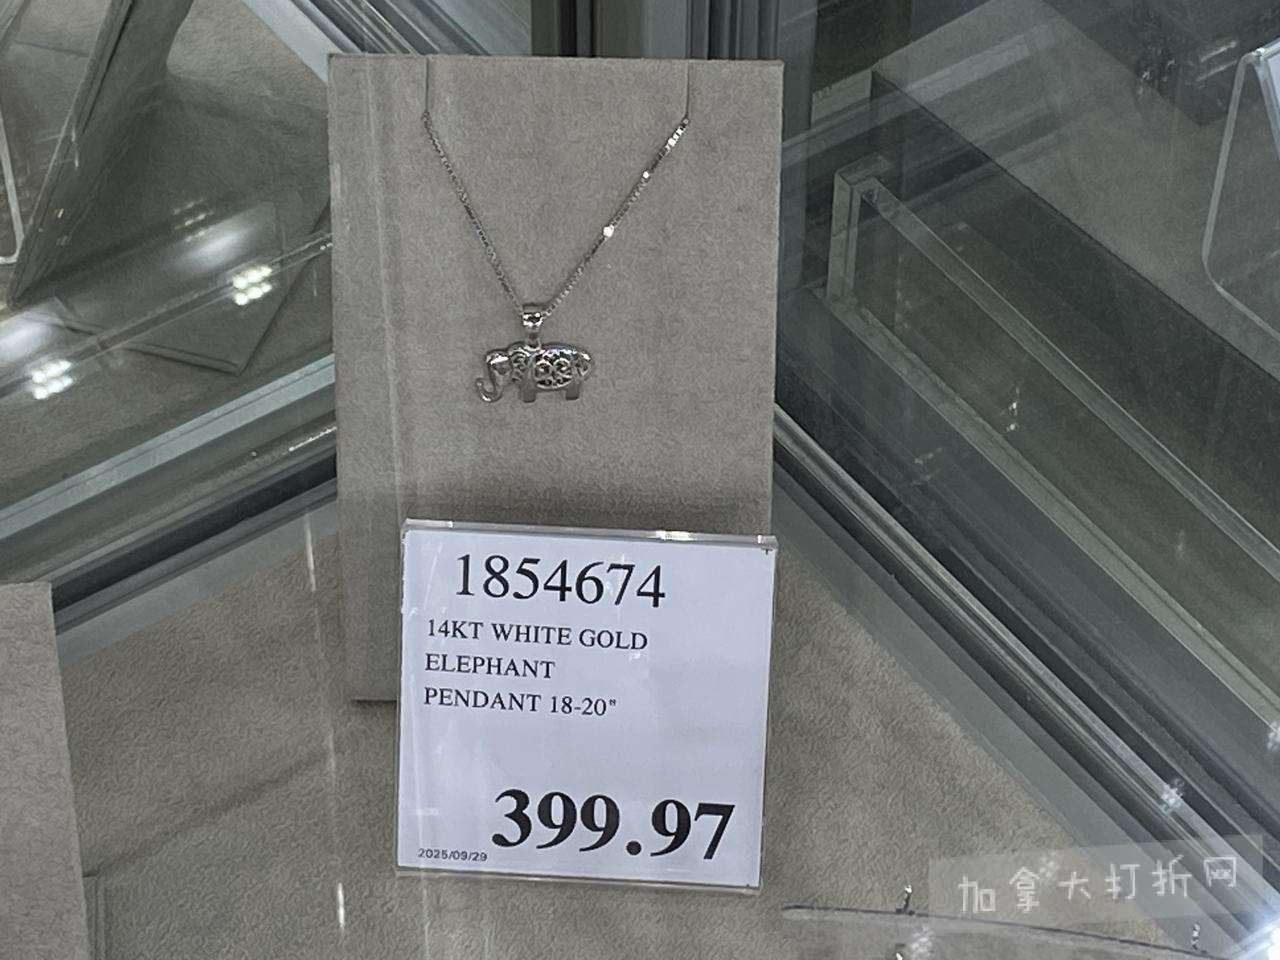 1854674
14KT WHITE GOLD
ELEPHANT
PENDANT 18-20"
399.97
2025/09/29
加拿大打折网